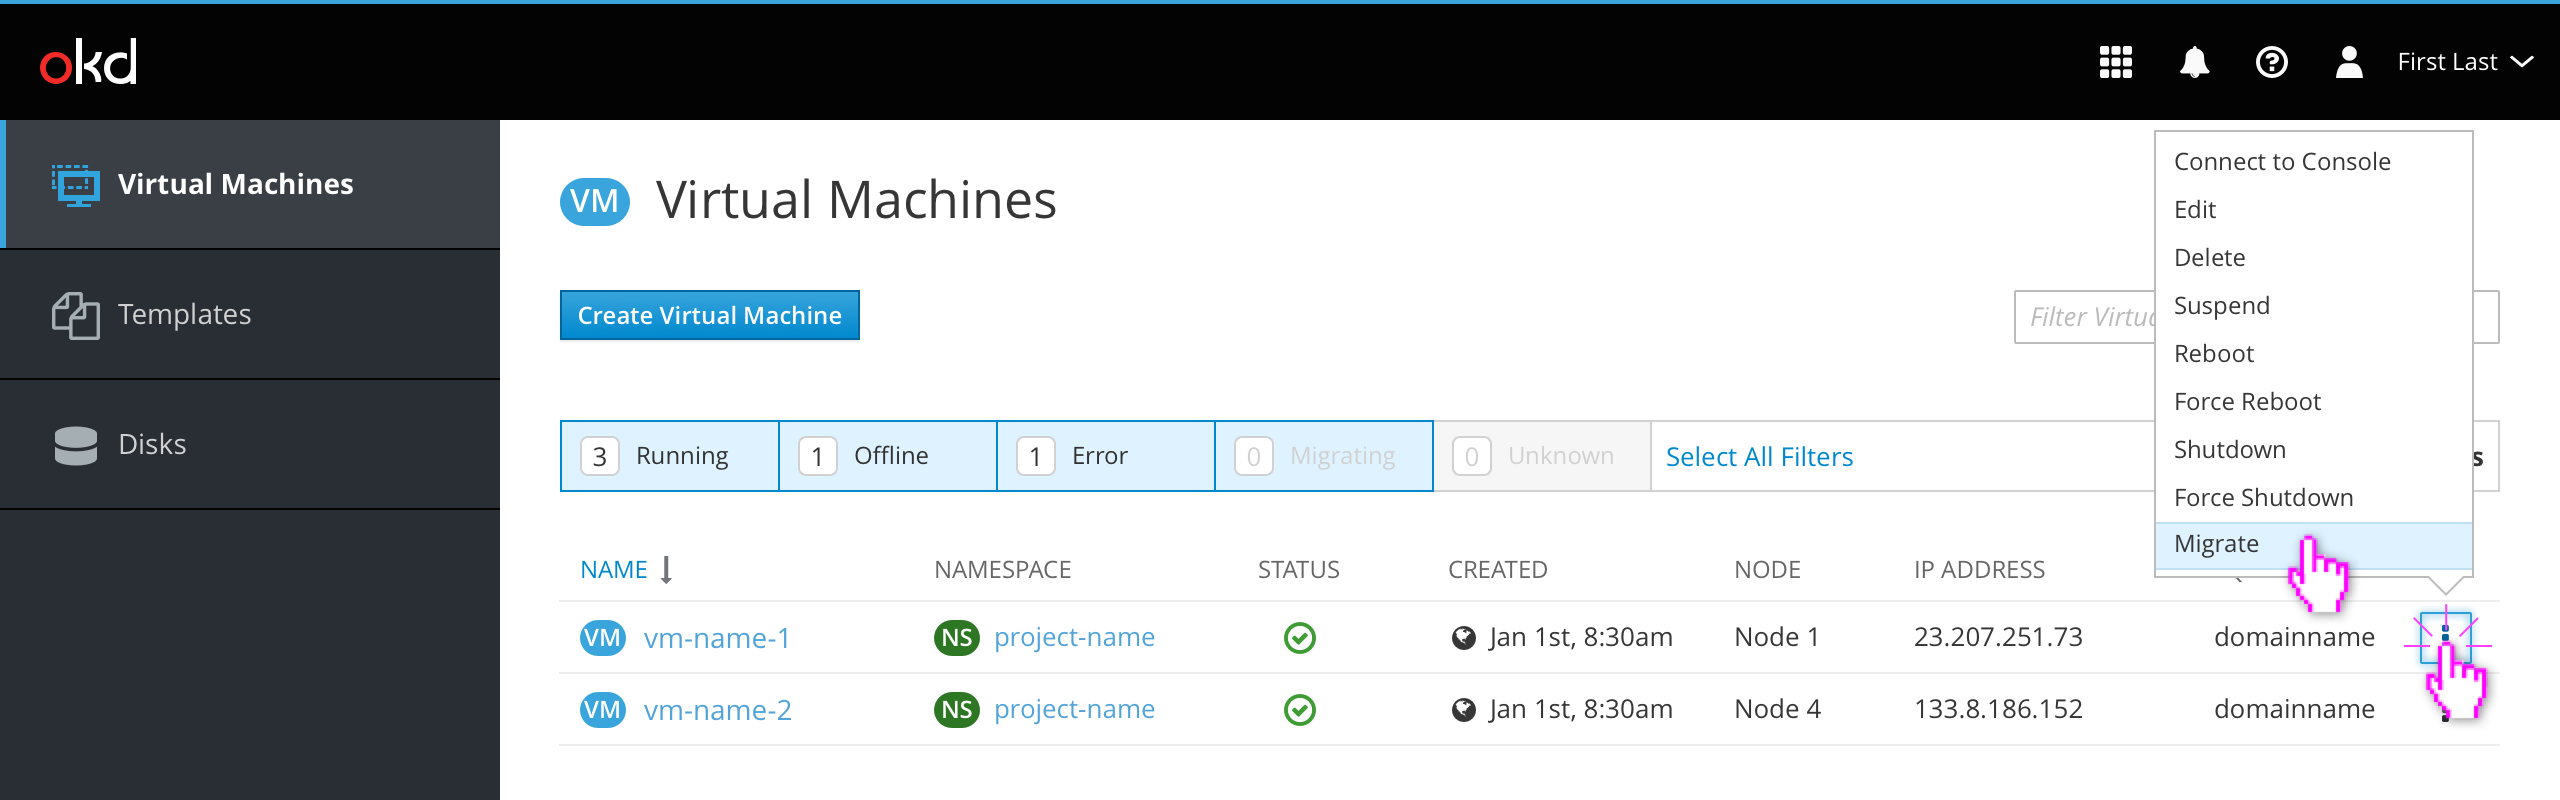 okd
First Last
Virtual Machines
Templates
Disks
VM Virtual Machines
Create Virtual Machine
Filter
Connect to Console
Edit
Delete
Suspend
Reboot
Force Reboot
Shutdown
Force Shutdown
Migrate
3 Running 1 Offline 1 Error 0 Migrating 0 Unknown Select All Filters
NAME NAMESPACE STATUS CREATED NODE IP ADDRESS
VM vm-name-1 NS project-name Jan 1st, 8:30am Node 1 23.207.251.73 domainname
VM vm-name-2 NS project-name Jan 1st, 8:30am Node 4 133.8.186.152 domainname